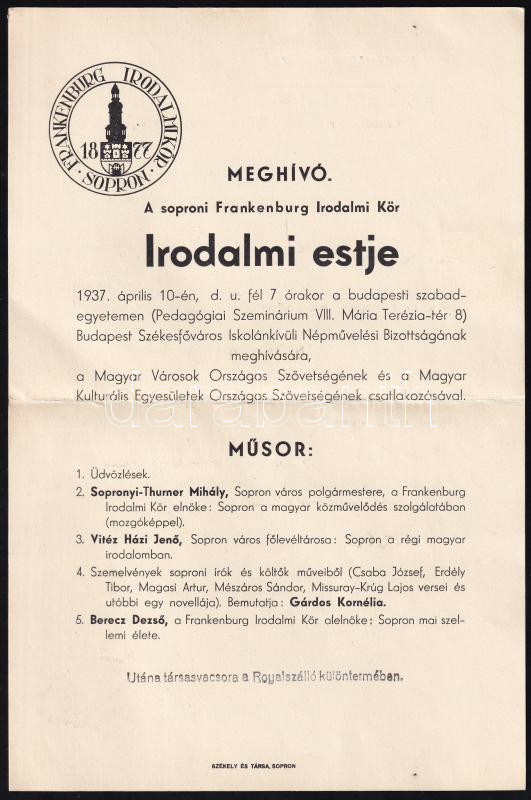 FRANKENBURG IRODALMI KÖR
1877
SOPRON
MEGHÍVÓ.
A soproni Frankenburg Irodalmi Kör
Irodalmi estje
1937. április 10-én, d. u. fél 7 órakor a budapesti szabad-
egyetemen (Pedagógiai Szeminárium VIII. Mária Terézia-tér 8)
Budapest Székesfőváros Iskolánkívüli Népművelési Bizottságának
meghívására,
a Magyar Városok Országos Szövetségének és a Magyar
Kulturális Egyesületek Országos Szövetségének csatlakozásával.
darabanth
MŰSOR:
1. Üdvözlések.
2. Sopronyi-Thurner Mihály, Sopron város polgármestere, a Frankenburg
Irodalmi Kör elnöke: Sopron a magyar közművelődés szolgálatában
(mozgóképpel).
3. Vitéz Házi Jenő, Sopron város főlevéltárosa: Sopron a régi magyar
irodalomban.
4. Szemelvények soproni írók és költők műveiből (Csaba József, Erdély
Tibor, Magasi Artur, Mészáros Sándor, Missuray-Krúg Lajos versei és
utóbbi egy novellája). Bemutatja: Gárdos Kornélia.
5. Berecz Dezső, a Frankenburg Irodalmi Kör alelnöke: Sopron mai szel-
lemi élete.
Utána társasvacsora a Royalszálló különtermében.
SZÉKELY ÉS TÁRSA, SOPRON